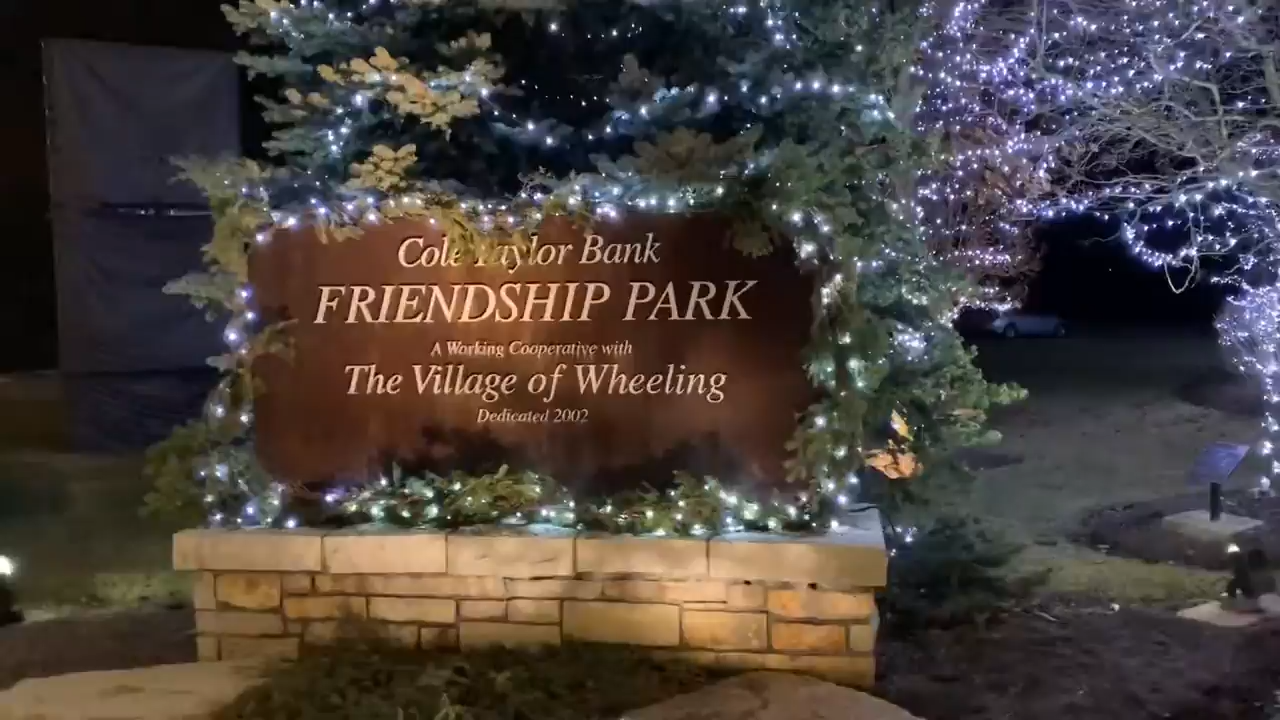 Cole Taylor Bank
FRIENDSHIP PARK
A Working Cooperative with
The Village of Wheeling
Dedicated 2002